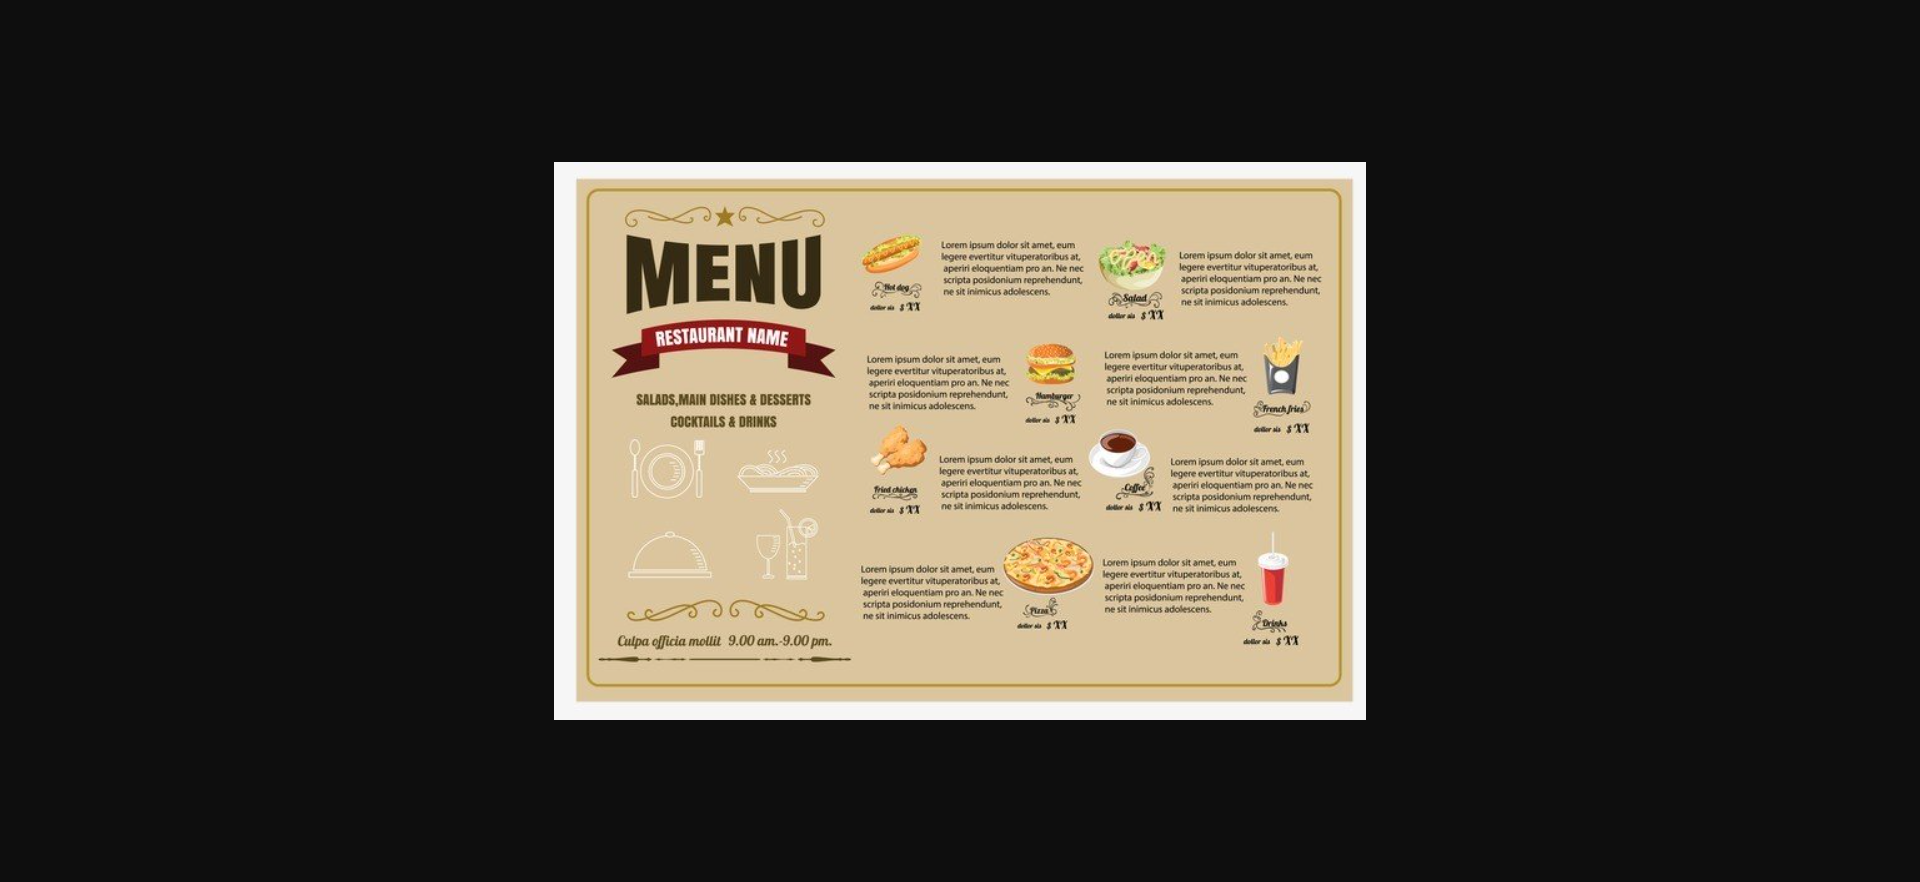 MENU
RESTAURANT NAME
SALADS,MAIN DISHES & DESSERTS
COCKTAILS & DRINKS
Culpa officia mollit 9.00 am.-9.00 pm.
Hot dog
dollor sis $ XX
Lorem ipsum dolor sit amet, eum
legere evertitur vituperatoribus at,
aperiri eloquentiam pro an. Ne nec
scripta posidonium reprehendunt,
ne sit inimicus adolescens.
Salad
dollor sis $ XX
Lorem ipsum dolor sit amet, eum
legere evertitur vituperatoribus at,
aperiri eloquentiam pro an. Ne nec
scripta posidonium reprehendunt,
ne sit inimicus adolescens.
Lorem ipsum dolor sit amet, eum
legere evertitur vituperatoribus at,
aperiri eloquentiam pro an. Ne nec
scripta posidonium reprehendunt,
ne sit inimicus adolescens.
Hamburger
dollor sis $ XX
Lorem ipsum dolor sit amet, eum
legere evertitur vituperatoribus at,
aperiri eloquentiam pro an. Ne nec
scripta posidonium reprehendunt,
ne sit inimicus adolescens.
French fries
dollor sis $ XX
Fried chicken
dollor sis $ XX
Lorem ipsum dolor sit amet, eum
legere evertitur vituperatoribus at,
aperiri eloquentiam pro an. Ne nec
scripta posidonium reprehendunt,
ne sit inimicus adolescens.
Coffee
dollor sis $ XX
Lorem ipsum dolor sit amet, eum
legere evertitur vituperatoribus at,
aperiri eloquentiam pro an. Ne nec
scripta posidonium reprehendunt,
ne sit inimicus adolescens.
Lorem ipsum dolor sit amet, eum
legere evertitur vituperatoribus at,
aperiri eloquentiam pro an. Ne nec
scripta posidonium reprehendunt,
ne sit inimicus adolescens.
Pizza
dollor sis $ XX
Lorem ipsum dolor sit amet, eum
legere evertitur vituperatoribus at,
aperiri eloquentiam pro an. Ne nec
scripta posidonium reprehendunt,
ne sit inimicus adolescens.
Drinks
dollor sis $ XX